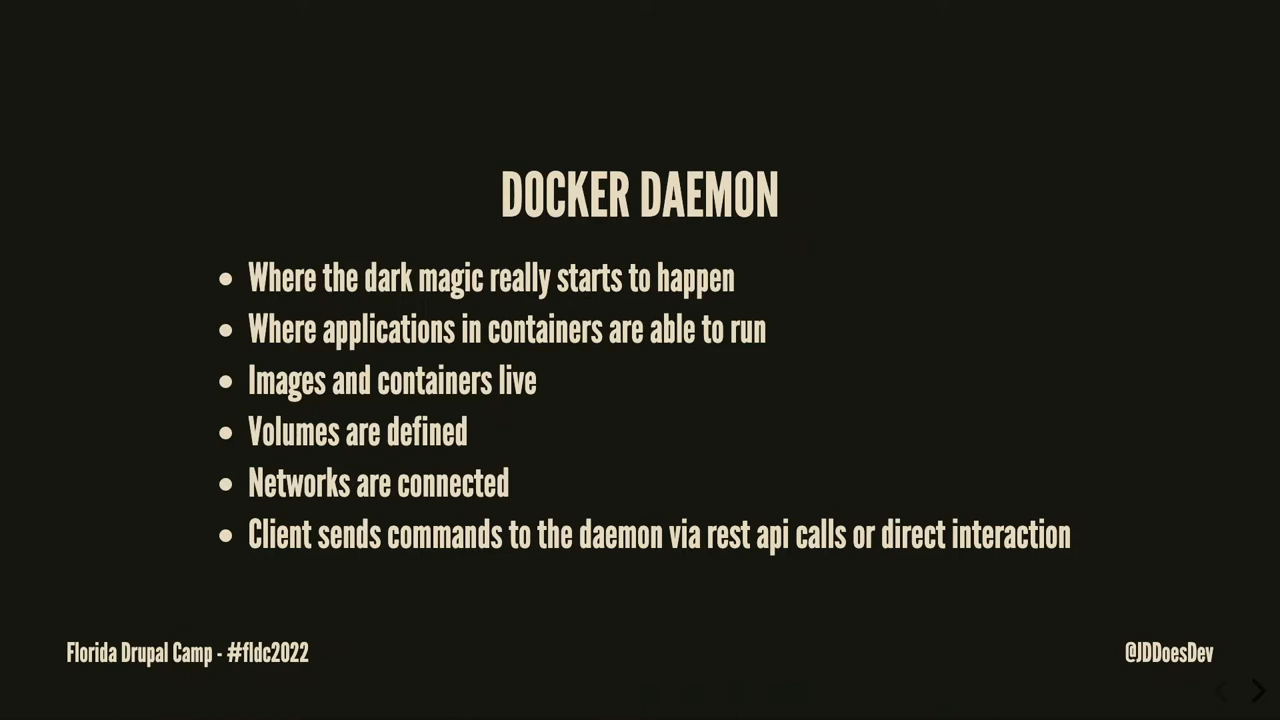 DOCKER DAEMON
Where the dark magic really starts to happen
Where applications in containers are able to run
Images and containers live
Volumes are defined
Networks are connected
Client sends commands to the daemon via rest api calls or direct interaction
Florida Drupal Camp - #fldc2022
@JDDoesDev